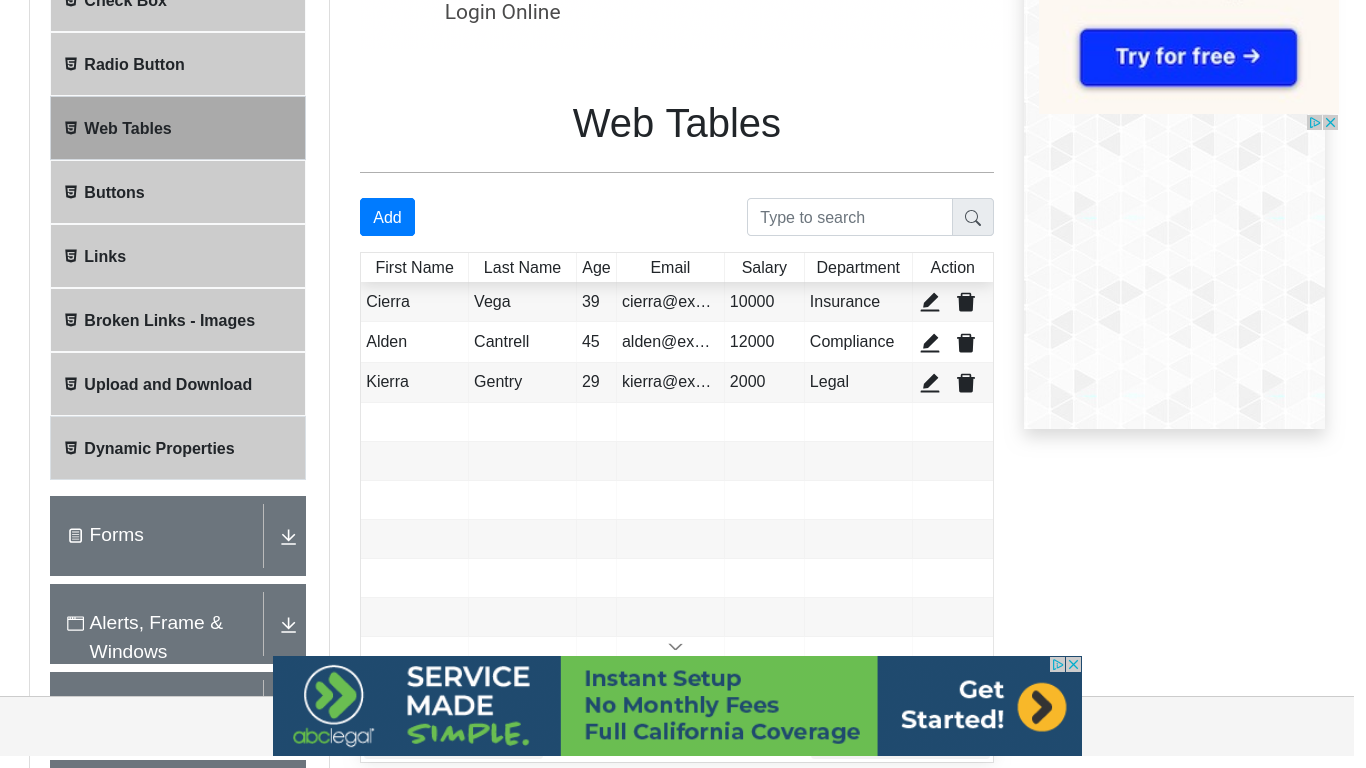 Check Box
Radio Button
Web Tables
Buttons
Links
Broken Links - Images
Upload and Download
Dynamic Properties
Forms
Alerts, Frame &
Windows
Login Online
Web Tables
Add
Type to search
First Name Last Name Age Email Salary Department Action
Cierra Vega 39 cierra@ex... 10000 Insurance
Alden Cantrell 45 alden@ex... 12000 Compliance
Kierra Gentry 29 kierra@ex... 2000 Legal
Try for free →
abclegal
SERVICE
MADE
SIMPLE.
Instant Setup
No Monthly Fees
Full California Coverage
Get
Started!